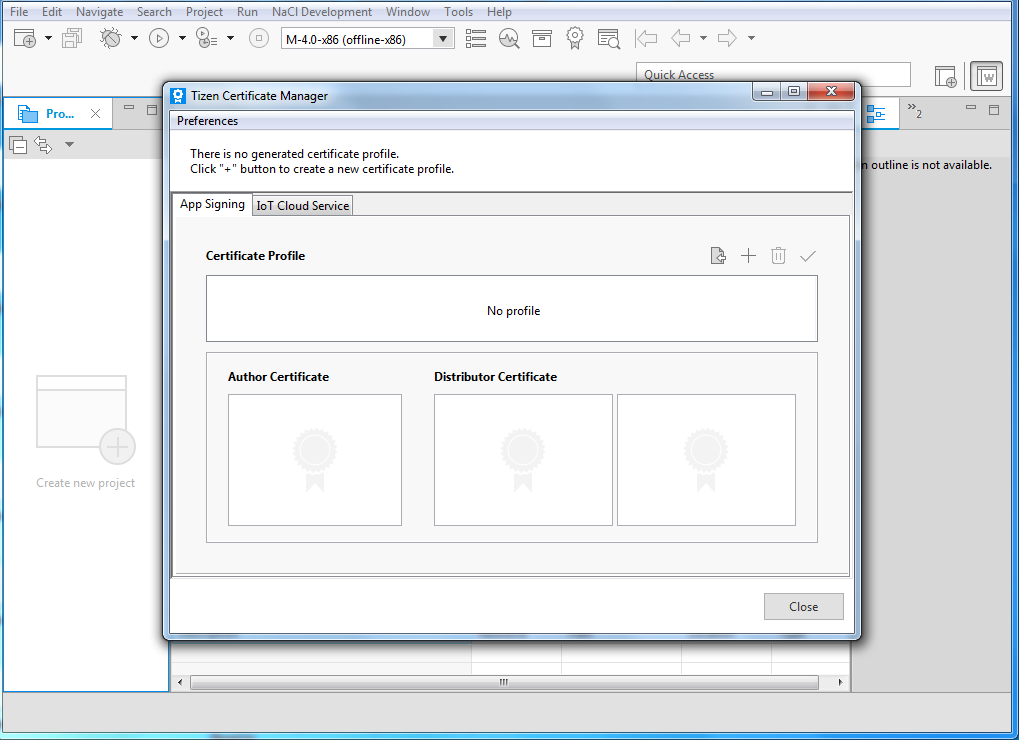 File Edit Navigate Search Project Run NaCl Development Window Tools Help
M-4.0-x86 (offline-x86)
Quick Access
W
Tizen Certificate Manager
Pro...
2
Preferences
There is no generated certificate profile.
Click "+" button to create a new certificate profile.
outline is not available.
App Signing IoT Cloud Service
Certificate Profile
No profile
Author Certificate Distributor Certificate
Create new project
Close